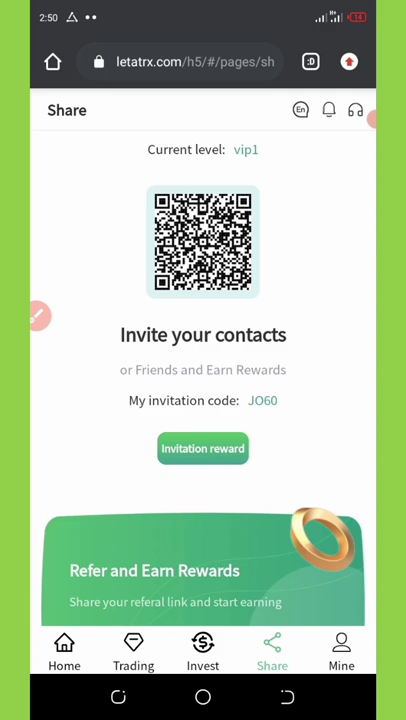 2:50
14
letatrx.com/h5/#/pages/sh
:D
Share
En
Current level: vip1
Invite your contacts
or Friends and Earn Rewards
My invitation code: JO60
Invitation reward
Refer and Earn Rewards
Share your referal link and start earning
Home Trading Invest Share Mine